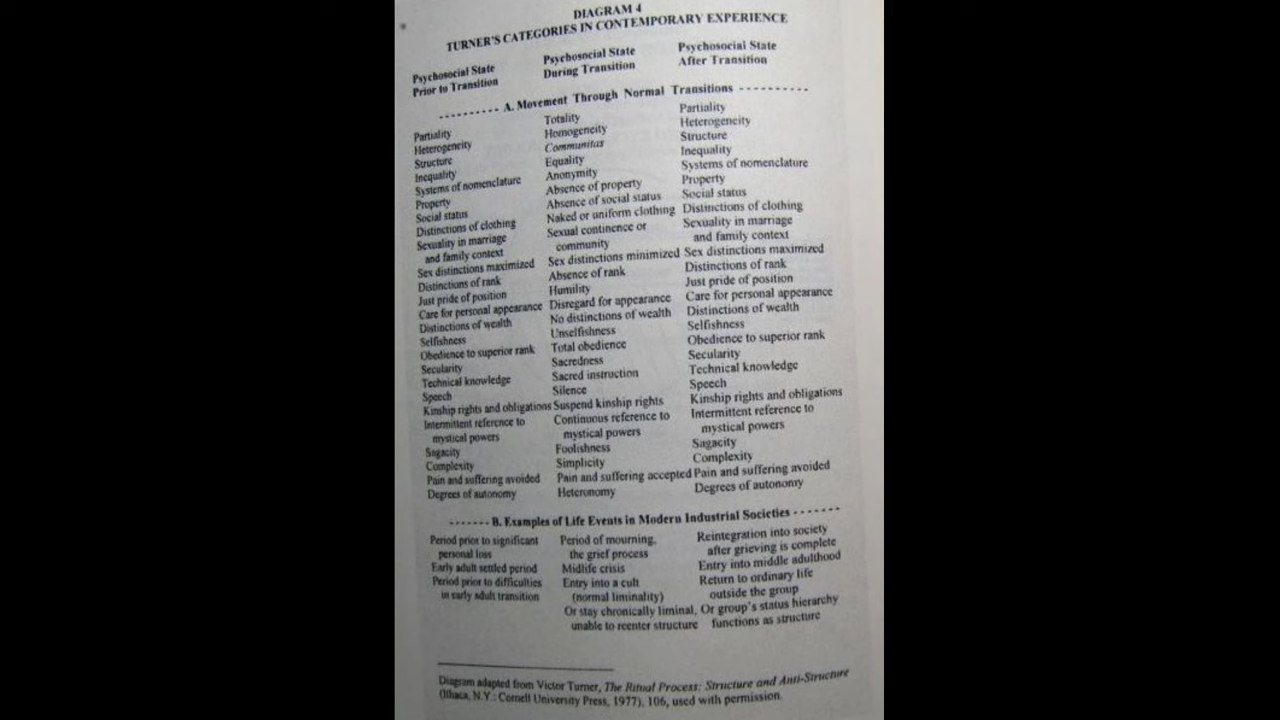 DIAGRAM 4
TURNER'S CATEGORIES IN CONTEMPORARY EXPERIENCE
Psychosocial State Psychosocial State Psychosocial State
Prior to Transition During Transition After Transition
---------- A. Movement Through Normal Transitions ----------
Partiality Totality Partiality
Heterogeneity Homogeneity Heterogeneity
Structure Communitas Structure
Inequality Equality Inequality
Systems of nomenclature Anonymity Systems of nomenclature
Property Absence of property Property
Social status Absence of social status Social status
Distinctions of clothing Naked or uniform clothing Distinctions of clothing
Sexuality in marriage Sexual continence or Sexuality in marriage
and family context community and family context
Sex distinctions maximized Sex distinctions minimized Sex distinctions maximized
Distinctions of rank Absence of rank Distinctions of rank
Just pride of position Humility Just pride of position
Care for personal appearance Disregard for appearance Care for personal appearance
Distinctions of wealth No distinctions of wealth Distinctions of wealth
Selfishness Unselfishness Selfishness
Obedience to superior rank Total obedience Obedience to superior rank
Secularity Sacredness Secularity
Technical knowledge Sacred instruction Technical knowledge
Speech Silence Speech
Kinship rights and obligations Suspend kinship rights Kinship rights and obligations
Intermittent reference to Continuous reference to Intermittent reference to
mystical powers mystical powers mystical powers
Sagacity Foolishness Sagacity
Complexity Simplicity Complexity
Pain and suffering avoided Pain and suffering accepted Pain and suffering avoided
Degrees of autonomy Heteronomy Degrees of autonomy
------- B. Examples of Life Events in Modern Industrial Societies -------
Period prior to significant Period of mourning, Reintegration into society
personal loss the grief process after grieving is complete
Early adult settled period Midlife crisis Entry into middle adulthood
Period prior to difficulties Entry into a cult Return to ordinary life
in early adult transition (normal liminality) outside the group
Or stay chronically liminal, Or group's status hierarchy
unable to reenter structure functions as structure
Diagram adapted from Victor Turner, The Ritual Process: Structure and Anti-Structure
(Ithaca, N.Y.: Cornell University Press, 1977), 106, used with permission.